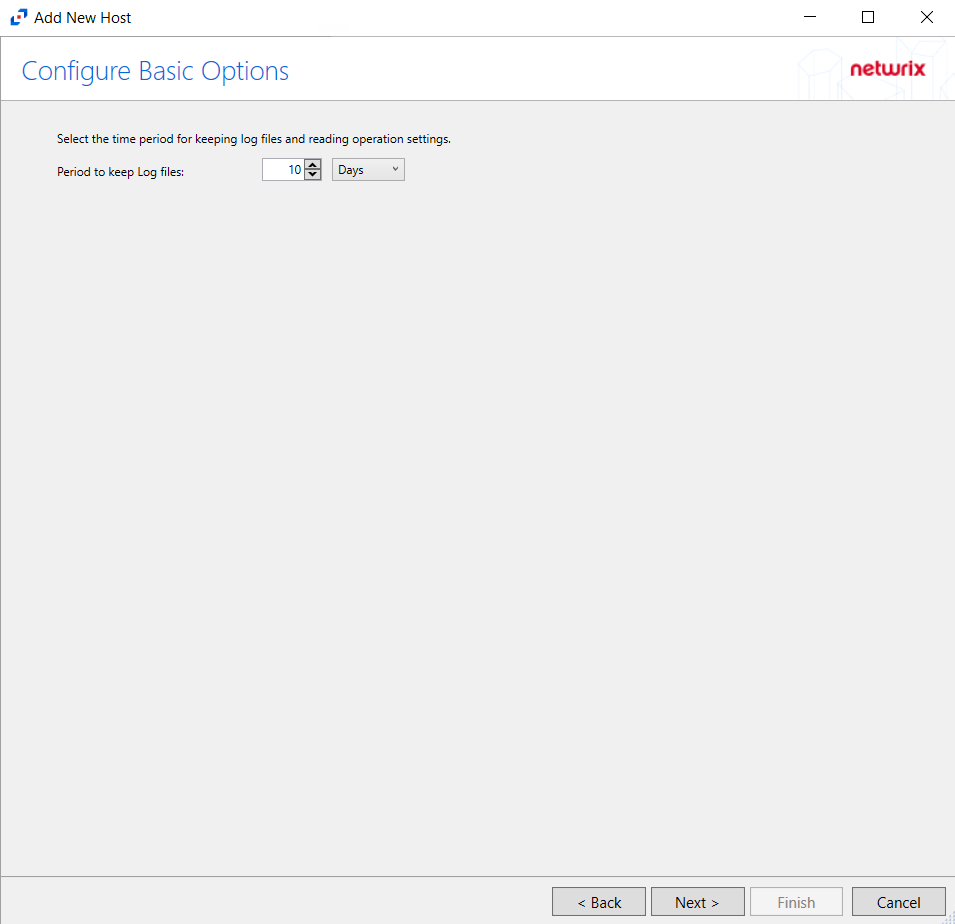 Add New Host
Configure Basic Options
netwrix
Select the time period for keeping log files and reading operation settings.
Period to keep Log files: 10 Days
< Back Next > Finish Cancel